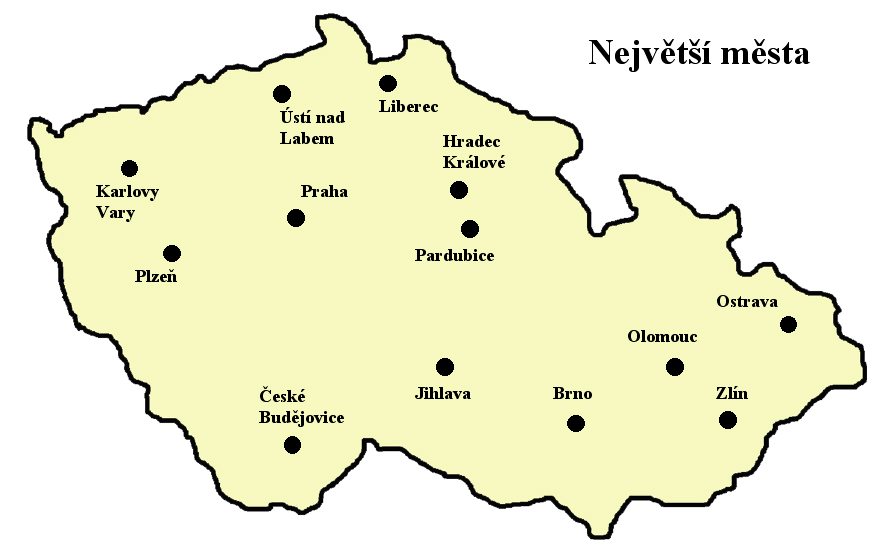 Největší města
Ústí nad
Labem
Liberec
Hradec
Králové
Karlovy
Vary
Praha
Pardubice
Plzeň
Ostrava
Olomouc
České
Budějovice
Jihlava
Brno
Zlín